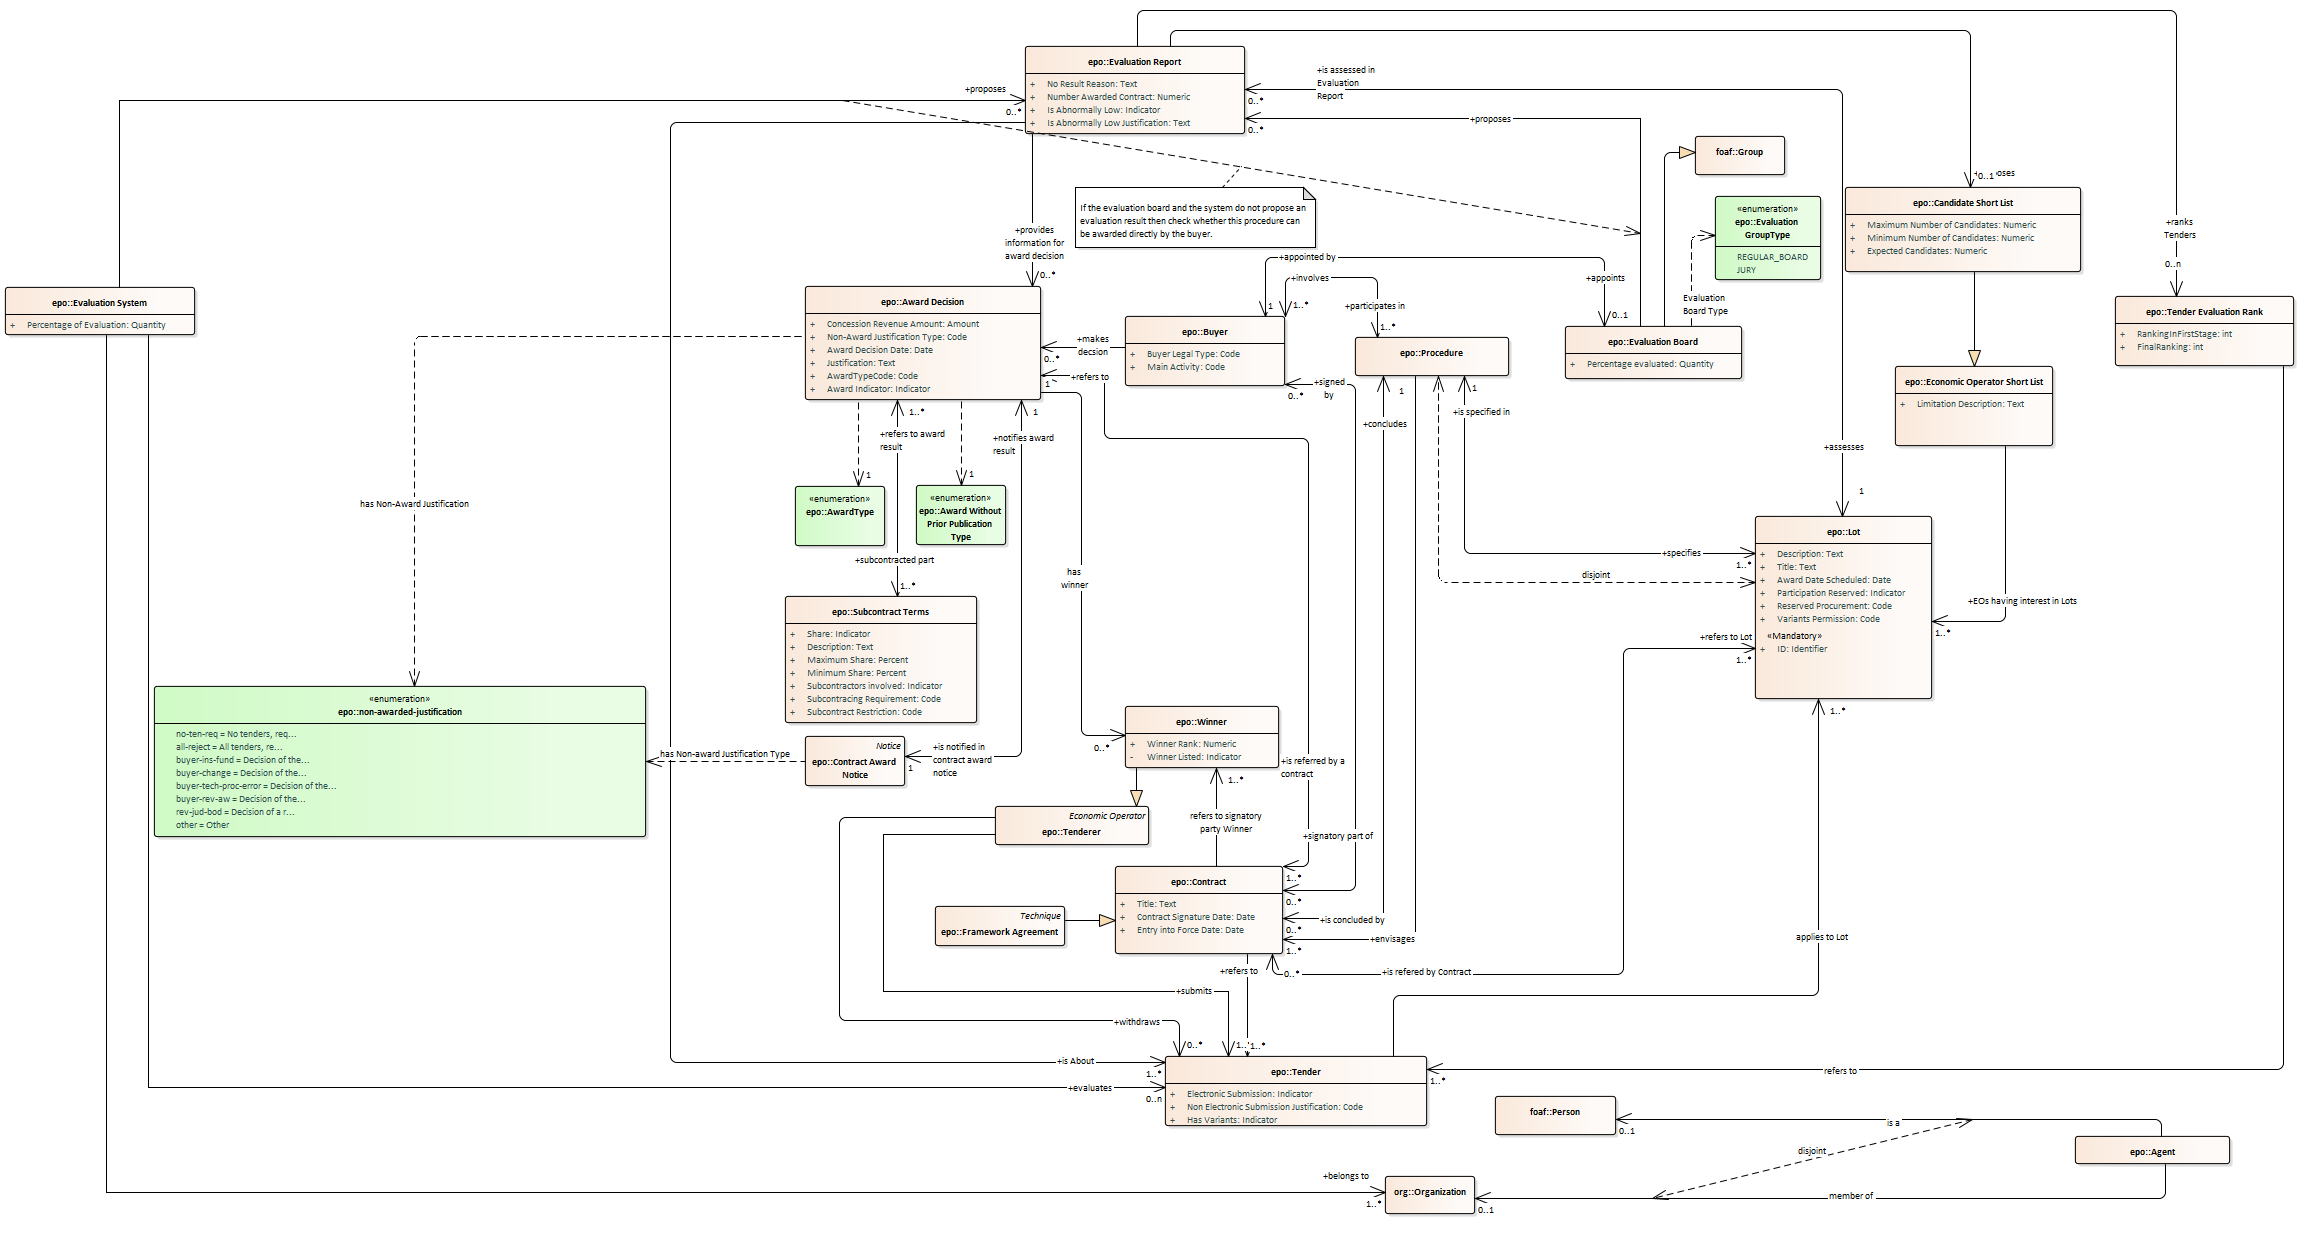 epo::Evaluation Report
+ No Result Reason: Text
+ Number Awarded Contract: Numeric
+ Is Abnormally Low: Indicator
+ Is Abnormally Low Justification: Text
+proposes
0..*
+is assessed in
Evaluation
Report
0..*
+proposes
0..*
foaf::Group
«enumeration»
epo::Evaluation
GroupType
REGULAR_BOARD
JURY
0..1
epo::Candidate Short List
+ Maximum Number of Candidates: Numeric
+ Minimum Number of Candidates: Numeric
+ Expected Candidates: Numeric
+ranks
Tenders
0..n
If the evaluation board and the system do not propose an
evaluation result then check whether this procedure can
be awarded directly by the buyer.
+provides
information for
award decision
0..*
+appointed by
1
+involves
1..*
+participates in
1..*
+appoints
0..1
Evaluation
Board Type
epo::Evaluation System
+ Percentage of Evaluation: Quantity
epo::Award Decision
+ Concession Revenue Amount: Amount
+ Non-Award Justification Type: Code
+ Award Decision Date: Date
+ Justification: Text
+ AwardTypeCode: Code
+ Award Indicator: Indicator
+makes
decsion
0..*
+refers to
1
epo::Buyer
+ Buyer Legal Type: Code
+ Main Activity: Code
+signed
by
0..*
epo::Procedure
1
+concludes
1
+is specified in
epo::Evaluation Board
+ Percentage evaluated: Quantity
epo::Tender Evaluation Rank
+ RankingInFirstStage: int
+ FinalRanking: int
epo::Economic Operator Short List
+ Limitation Description: Text
1..*
+refers to award
result
1
+notifies award
result
+assesses
1
1
1
has Non-Award Justification
«enumeration»
epo::AwardType
«enumeration»
epo::Award Without
Prior Publication
Type
+subcontracted part
1..*
has
winner
+specifies
1..*
disjoint
epo::Lot
+ Description: Text
+ Title: Text
+ Award Date Scheduled: Date
+ Participation Reserved: Indicator
+ Reserved Procurement: Code
+ Variants Permission: Code
«Mandatory»
+ ID: Identifier
+EOs having interest in Lots
1..*
+refers to Lot
1..*
epo::Subcontract Terms
+ Share: Indicator
+ Description: Text
+ Maximum Share: Percent
+ Minimum Share: Percent
+ Subcontractors involved: Indicator
+ Subcontracing Requirement: Code
+ Subcontract Restriction: Code
«enumeration»
epo::non-awarded-justification
no-ten-req = No tenders, req...
all-reject = All tenders, re...
buyer-ins-fund = Decision of the...
buyer-change = Decision of the...
buyer-tech-proc-error = Decision of the...
buyer-rev-aw = Decision of the...
rev-jud-bod = Decision of a r...
other = Other
has Non-award Justification Type
Notice
epo::Contract Award
Notice
1
+is notified in
contract award
notice
0..*
epo::Winner
+ Winner Rank: Numeric
- Winner Listed: Indicator
1..*
+is referred by a
contract
1..*
Economic Operator
epo::Tenderer
refers to signatory
party Winner
+signatory part of
1..*
0..*
epo::Contract
+ Title: Text
+ Contract Signature Date: Date
+ Entry into Force Date: Date
Technique
epo::Framework Agreement
+is concluded by
0..*
+envisages
1..*
applies to Lot
+refers to
0..*
+is refered by Contract
+submits
+withdraws
0..*
1..*
+is About
1..*
+evaluates
0..n
epo::Tender
+ Electronic Submission: Indicator
+ Non Electronic Submission Justification: Code
+ Has Variants: Indicator
1..*
refers to
foaf::Person
0..1
is a
disjoint
epo::Agent
+belongs to
1..*
org::Organization
0..1
member of